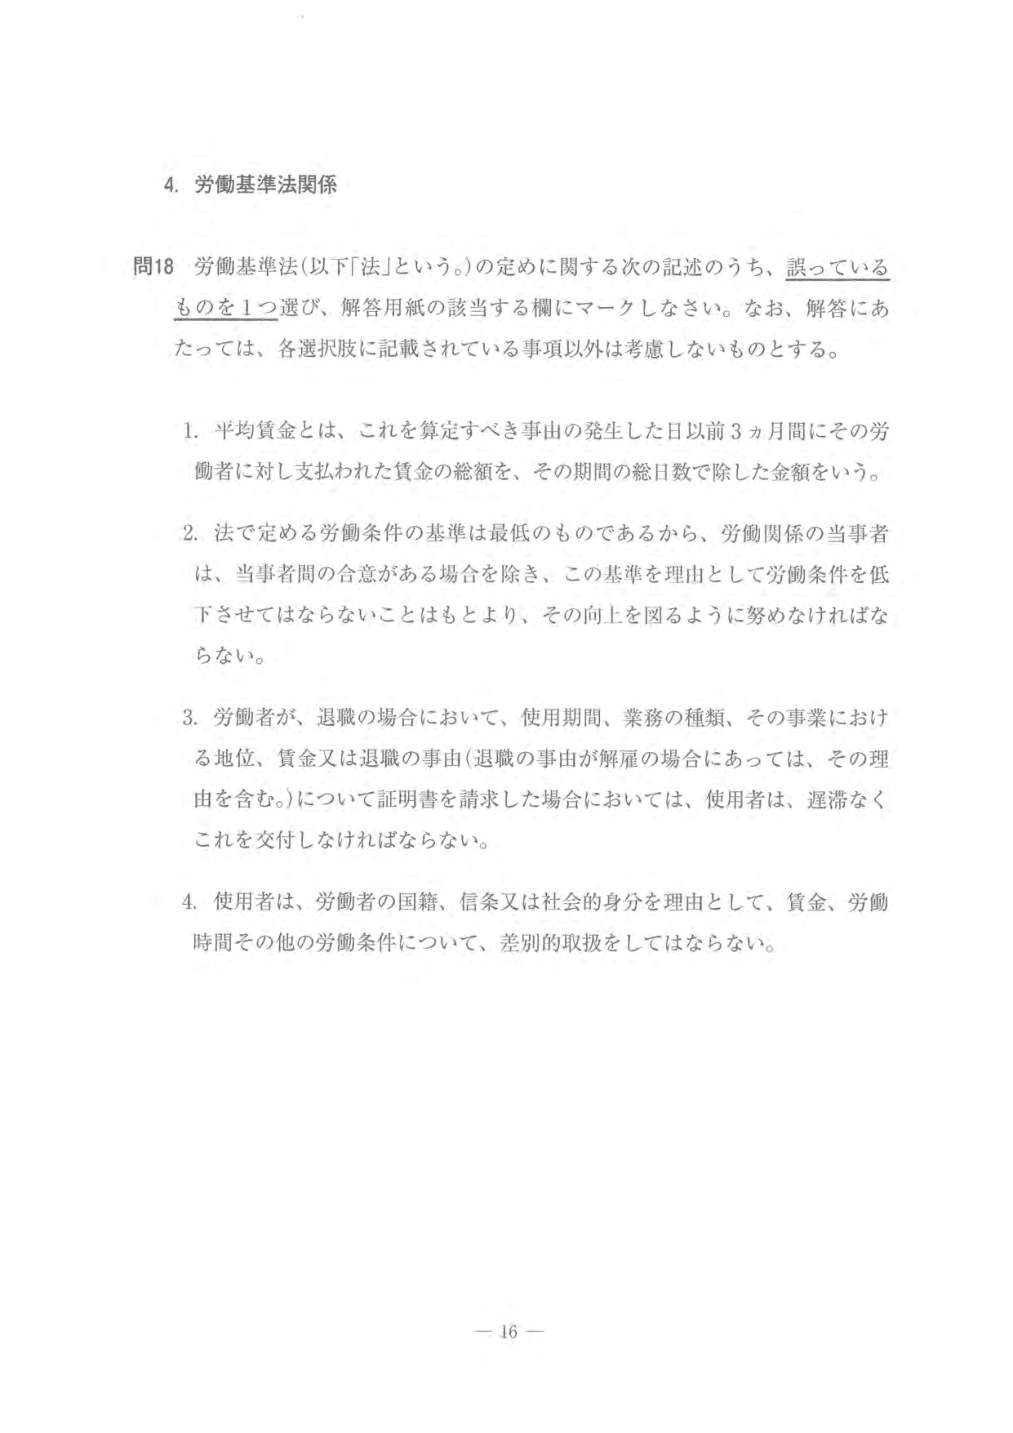 4. 労働基準法関係
問18 労働基準法(以下「法」という。)の定めに関する次の記述のうち、誤っている
ものを1つ選び、解答用紙の該当する欄にマークしなさい。なお、解答にあ
たっては、各選択肢に記載されている事項以外は考慮しないものとする。
1. 平均賃金とは、これを算定すべき事由の発生した日以前3ヵ月間にその労
働者に対し支払われた賃金の総額を、その期間の総日数で除した金額をいう。
2. 法で定める労働条件の基準は最低のものであるから、労働関係の当事者
は、当事者間の合意がある場合を除き、この基準を理由として労働条件を低
下させてはならないことはもとより、その向上を図るように努めなければな
らない。
3. 労働者が、退職の場合において、使用期間、業務の種類、その事業におけ
る地位、賃金又は退職の事由(退職の事由が解雇の場合にあっては、その理
由を含む。)について証明書を請求した場合においては、使用者は、遅滞なく
これを交付しなければならない。
4. 使用者は、労働者の国籍、信条又は社会的身分を理由として、賃金、労働
時間その他の労働条件について、差別的取扱をしてはならない。
— 16 —